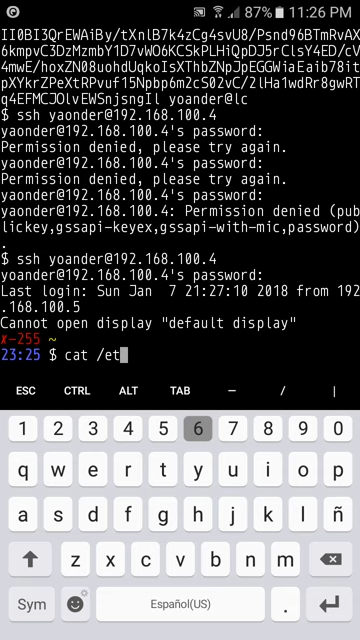 87% 11:26 PM
II0BI3QrEWAiBy/tXnlB7k4zCg4svU8/Psnd96BTmRvAX
6kmpvC3DzMzmbY1D7vWO6KCSkPLHiQpDJ5rClsY4ED/cV
4mwE/hoxZN08uohdUqkoIsXThbZNpJpEGGWiaEaib78it
pXYkrZPeXtRPvuf15Npbp6m2cS02vC/2lHa1wdRr8gwRT
q4EFMCJOlvEWSnjsngIl yoander@lc
$ ssh yaonder@192.168.100.4
yaonder@192.168.100.4's password:
Permission denied, please try again.
yaonder@192.168.100.4's password:
Permission denied, please try again.
yaonder@192.168.100.4's password:
yaonder@192.168.100.4: Permission denied (pub
lickey,gssapi-keyex,gssapi-with-mic,password)
.
$ ssh yoander@192.168.100.4
yoander@192.168.100.4's password:
Last login: Sun Jan  7 21:27:10 2018 from 192
.168.100.5
Cannot open display "default display"
✗-255 ~
23:25 $ cat /et
ESC CTRL ALT TAB — / |
1 2 3 4 5 6 7 8 9 0
q w e r t y u i o p
a s d f g h j k l ñ
z x c v b n m
Sym Español(US) .